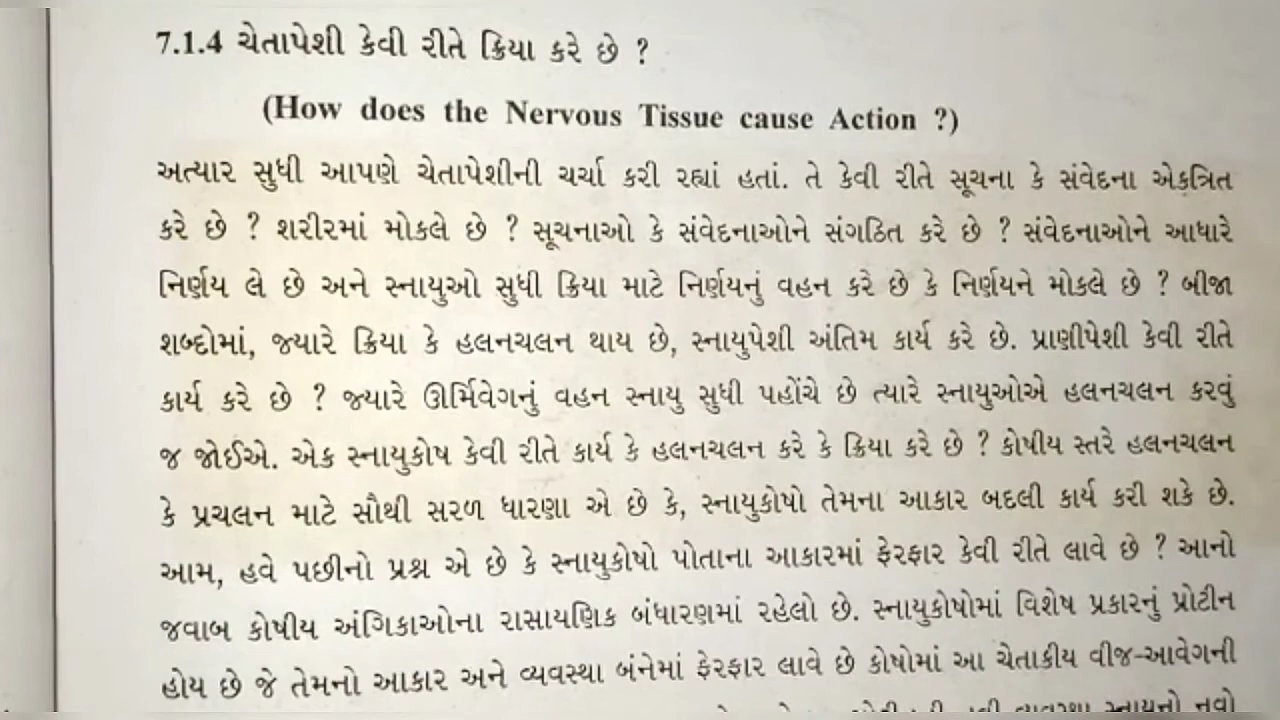 7.1.4 ચેતાપેશી કેવી રીતે ક્રિયા કરે છે ?
(How does the Nervous Tissue cause Action ?)
અત્યાર સુધી આપણે ચેતાપેશીની ચર્ચા કરી રહ્યાં હતાં. તે કેવી રીતે સૂચના કે સંવેદના એકત્રિત
કરે છે ? શરીરમાં મોકલે છે ? સૂચનાઓ કે સંવેદનાઓને સંગઠિત કરે છે ? સંવેદનાઓને આધારે
નિર્ણય લે છે અને સ્નાયુઓ સુધી ક્રિયા માટે નિર્ણયનું વહન કરે છે કે નિર્ણયને મોકલે છે ? બીજા
શબ્દોમાં, જ્યારે ક્રિયા કે હલનચલન થાય છે, સ્નાયુપેશી અંતિમ કાર્ય કરે છે. પ્રાણીપેશી કેવી રીતે
કાર્ય કરે છે ? જ્યારે ઊર્મિવેગનું વહન સ્નાયુ સુધી પહોંચે છે ત્યારે સ્નાયુઓએ હલનચલન કરવું
જ જોઈએ. એક સ્નાયુકોષ કેવી રીતે કાર્ય કે હલનચલન કરે કે ક્રિયા કરે છે ? કોષીય સ્તરે હલનચલન
કે પ્રચલન માટે સૌથી સરળ ધારણા એ છે કે, સ્નાયુકોષો તેમના આકાર બદલી કાર્ય કરી શકે છે.
આમ, હવે પછીનો પ્રશ્ન એ છે કે સ્નાયુકોષો પોતાના આકારમાં ફેરફાર કેવી રીતે લાવે છે ? આનો
જવાબ કોષીય અંગિકાઓના રાસાયણિક બંધારણમાં રહેલો છે. સ્નાયુકોષોમાં વિશેષ પ્રકારનું પ્રોટીન
હોય છે જે તેમનો આકાર અને વ્યવસ્થા બંનેમાં ફેરફાર લાવે છે કોષોમાં આ ચેતાકીય વીજ-આવેગની
વ્યવસ્થા સ્નાયુનો નવો